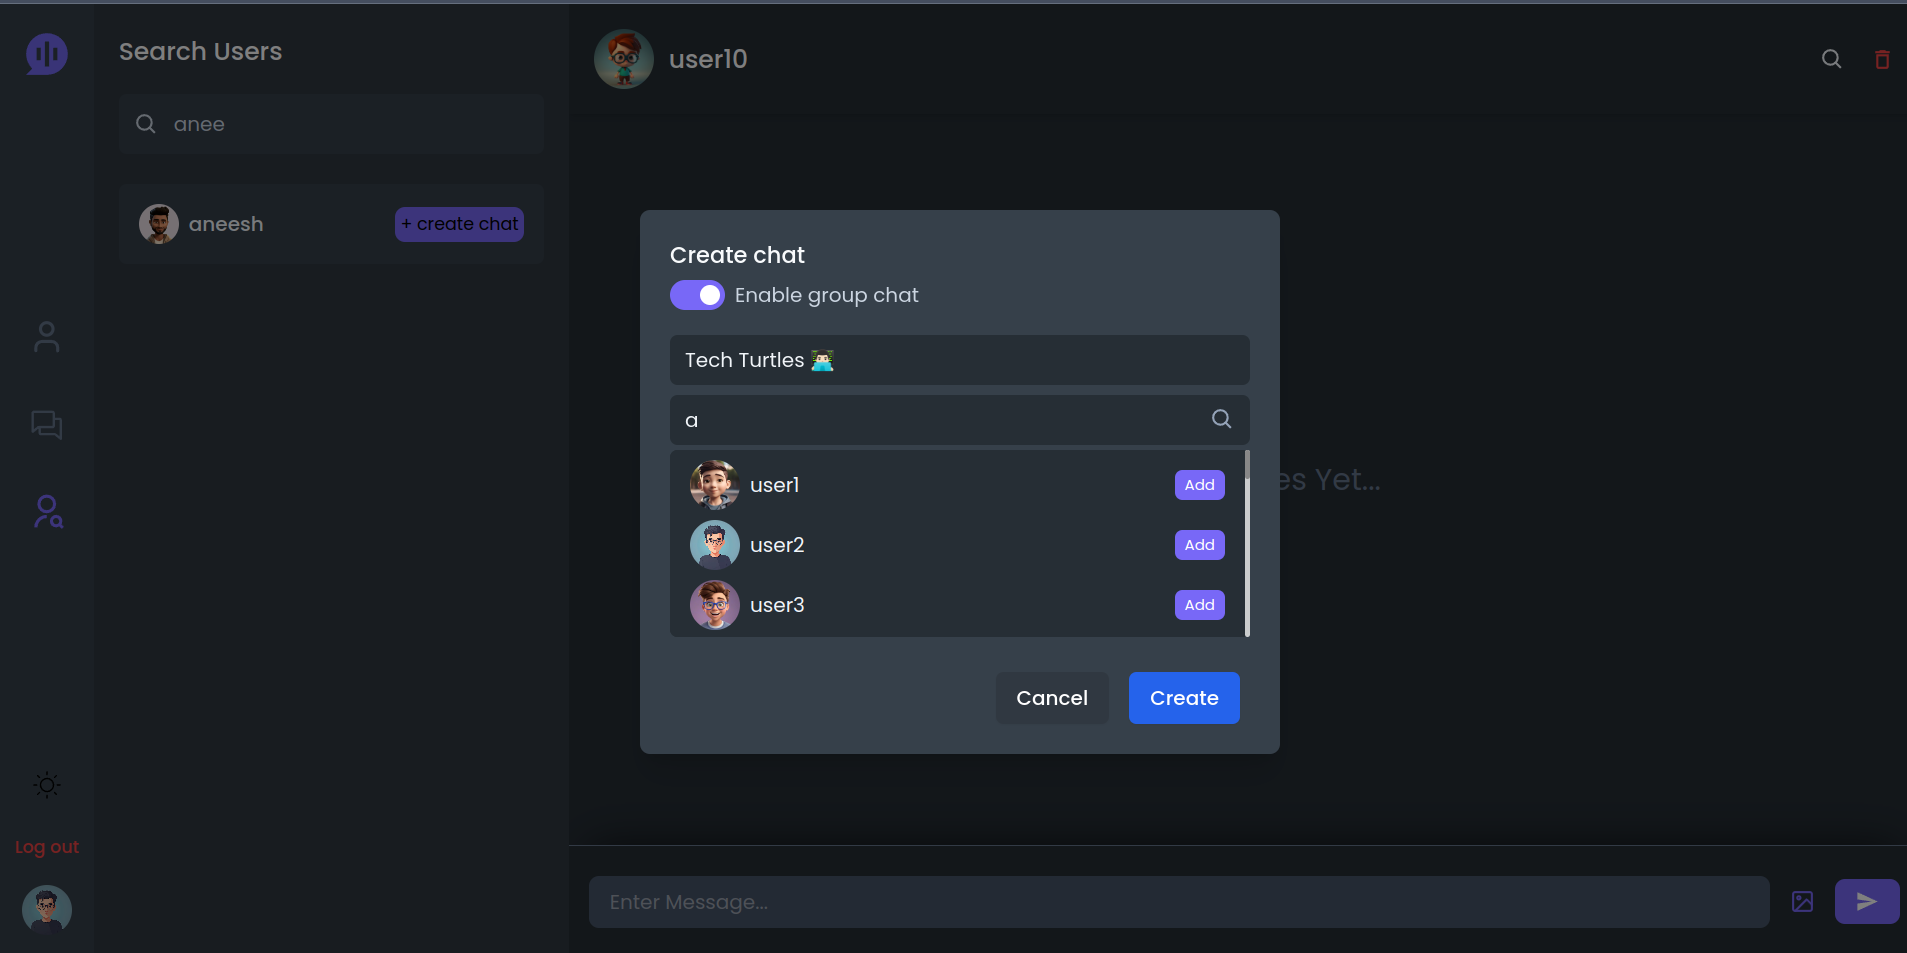 Search Users
anee
aneesh
+ create chat
Log out
user10
Create chat
Enable group chat
Tech Turtles 👨🏻‍💻
a
user1
Add
user2
Add
user3
Add
Cancel
Create
es Yet...
Enter Message...